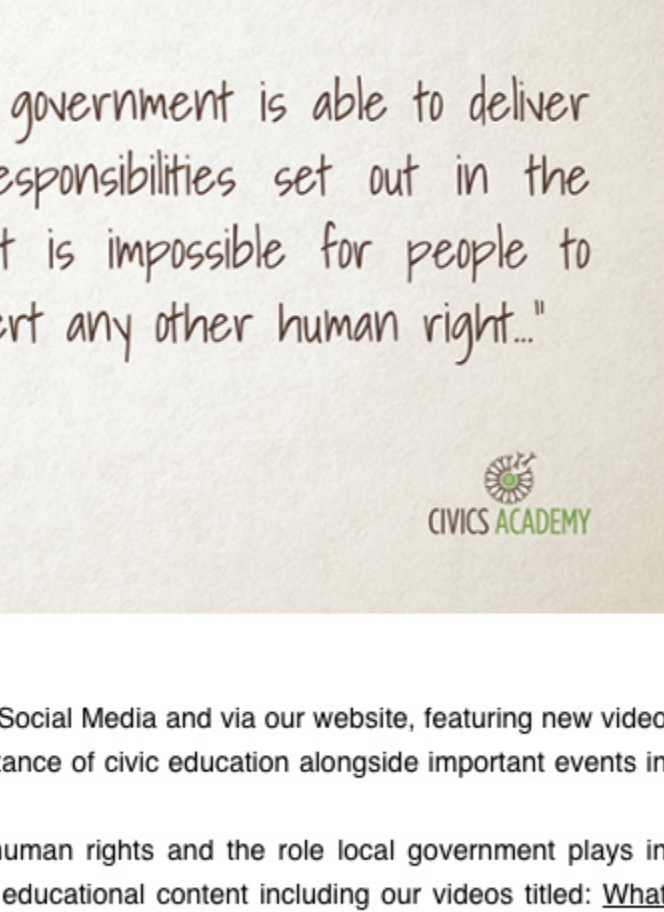 government is able to deliver
esponsibilities set out in the
t is impossible for people to
ert any other human right..."
CIVICS ACADEMY
Social Media and via our website, featuring new video
tance of civic education alongside important events in
human rights and the role local government plays in
educational content including our videos titled: What